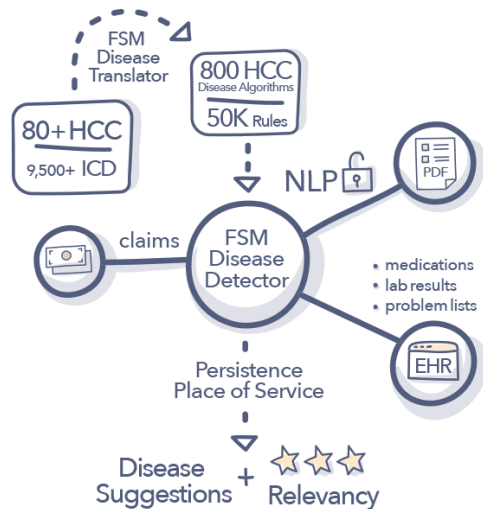 FSM
Disease
Translator
800 HCC
Disease Algorithms
50K Rules
80+HCC
9,500+ ICD
NLP
PDF
claims
FSM
Disease
Detector
• medications
• lab results
• problem lists
EHR
Persistence
Place of Service
Disease
Suggestions
+
Relevancy